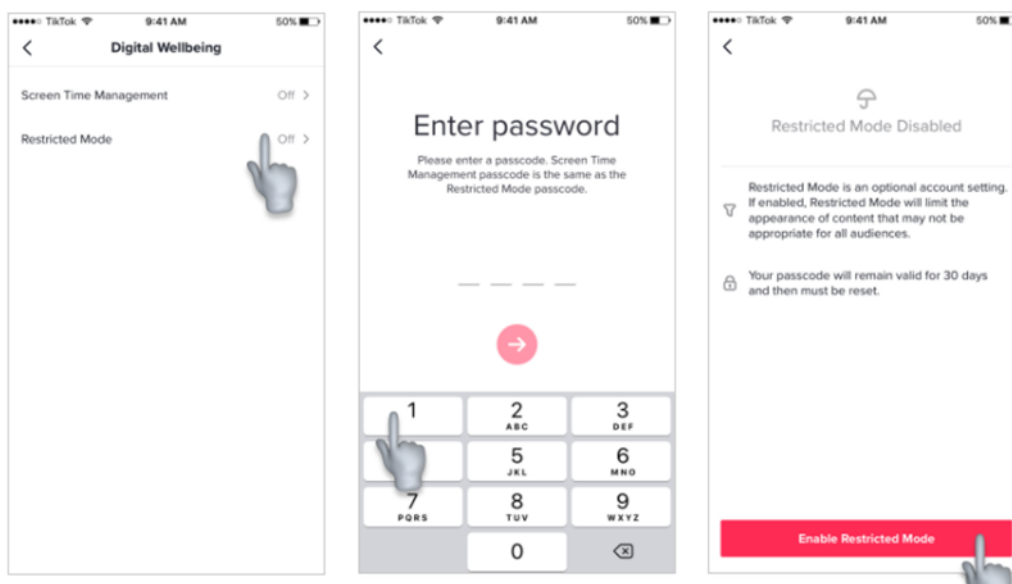 TikTok 9:41 AM 50%
Digital Wellbeing
Screen Time Management Off
Restricted Mode Off
TikTok 9:41 AM 50%
Enter password
Please enter a passcode. Screen Time
Management passcode is the same as the
Restricted Mode passcode.
1
2 3
ABC DEF
5 6
JKL MNO
7 8 9
PQRS TUV WXYZ
0
TikTok 9:41 AM 50%
Restricted Mode Disabled
Restricted Mode is an optional account setting.
If enabled, Restricted Mode will limit the
appearance of content that may not be
appropriate for all audiences.
Your passcode will remain valid for 30 days
and then must be reset.
Enable Restricted Mode